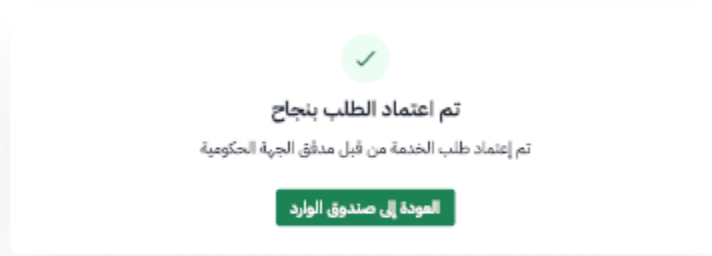 تم اعتماد الطلب بنجاح
تم إعتماد طلب الخدمة من قبل مدقق الجهة الحكومية
العودة إلى صندوق الوارد